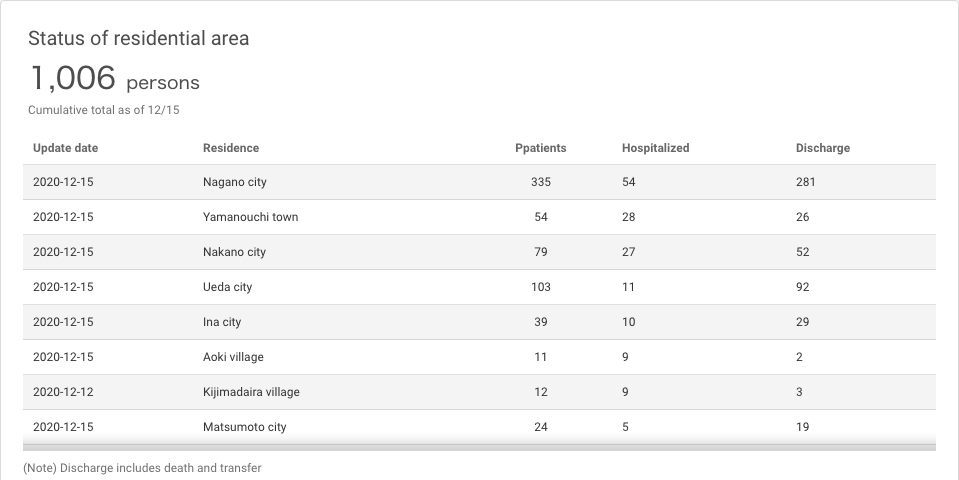 Status of residential area
1,006 persons
Cumulative total as of 12/15
Update date Residence Ppatients Hospitalized Discharge
2020-12-15 Nagano city 335 54 281
2020-12-15 Yamanouchi town 54 28 26
2020-12-15 Nakano city 79 27 52
2020-12-15 Ueda city 103 11 92
2020-12-15 Ina city 39 10 29
2020-12-15 Aoki village 11 9 2
2020-12-12 Kijimadaira village 12 9 3
2020-12-15 Matsumoto city 24 5 19
(Note) Discharge includes death and transfer